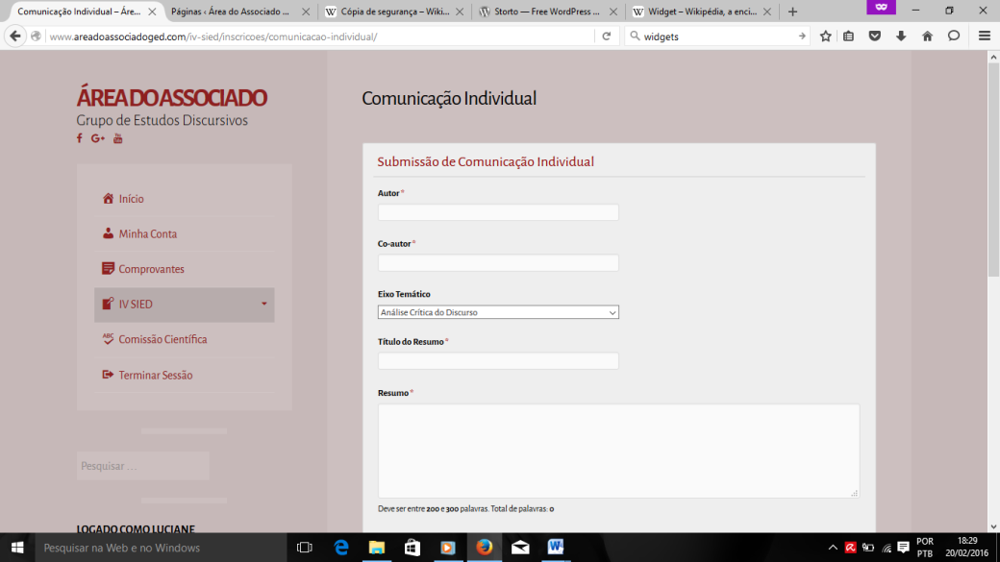 Comunicação Individual – Áre...
Páginas ‹ Área do Associado ...
Cópia de segurança – Wiki...
Storto — Free WordPress ...
Widget – Wikipédia, a enci...
www.areadoassociadoged.com/iv-sied/inscricoes/comunicacao-individual/
widgets
ÁREA DO ASSOCIADO
Grupo de Estudos Discursivos
Início
Minha Conta
Comprovantes
IV SIED
Comissão Científica
Terminar Sessão
Pesquisar ...
LOGADO COMO LUCIANE
Comunicação Individual
Submissão de Comunicação Individual
Autor*
Co-autor*
Eixo Temático
Análise Crítica do Discurso
Título do Resumo*
Resumo*
Deve ser entre 200 e 300 palavras. Total de palavras: 0
Pesquisar na Web e no Windows
POR
PTB
18:29
20/02/2016